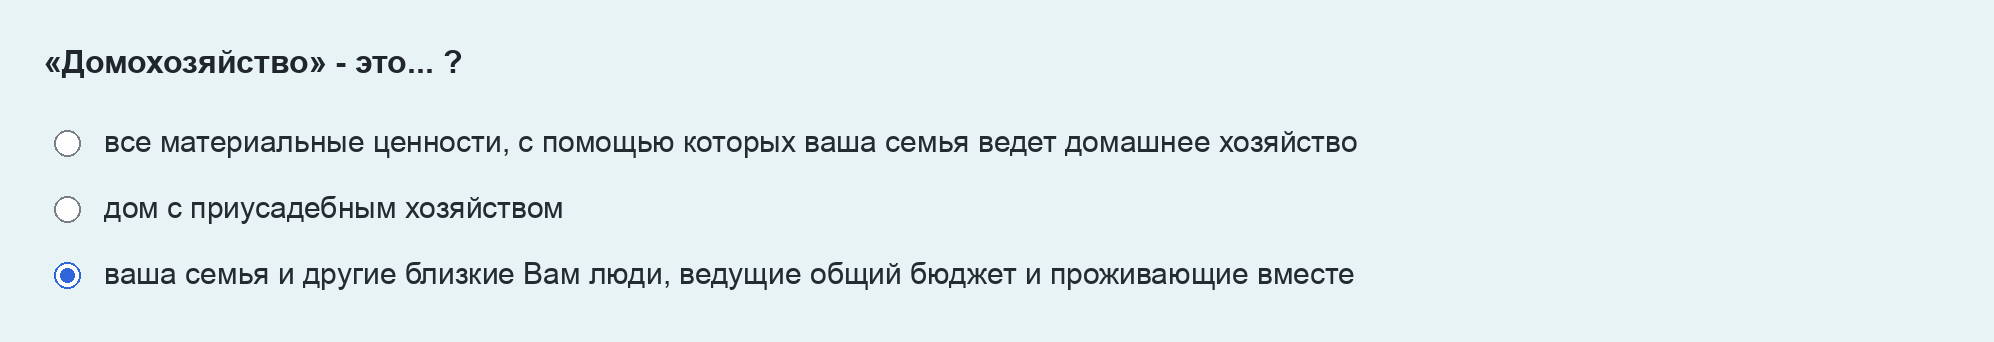 «Домохозяйство» - это... ?
все материальные ценности, с помощью которых ваша семья ведет домашнее хозяйство
дом с приусадебным хозяйством
ваша семья и другие близкие Вам люди, ведущие общий бюджет и проживающие вместе